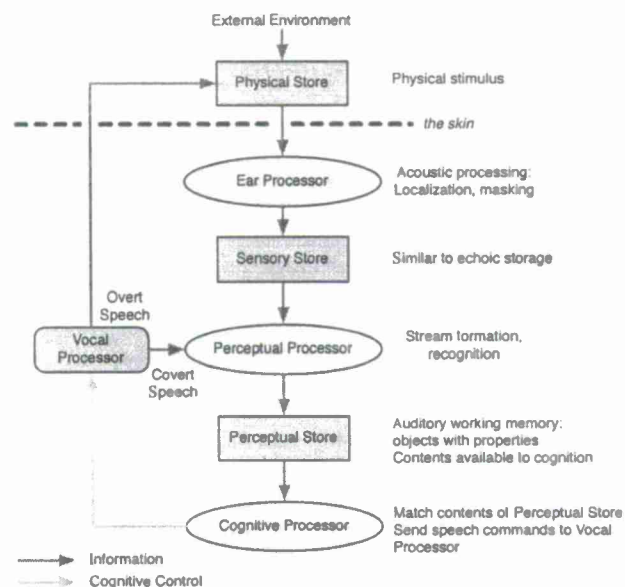 External Environment
Physical Store
Physical stimulus
the skin
Ear Processor
Acoustic processing:
Localization, masking
Sensory Store
Similar to echoic storage
Overt
Speech
Vocal
Processor
Covert
Speech
Perceptual Processor
Stream formation,
recognition
Perceptual Store
Auditory working memory:
objects with properties
Contents available to cognition
Cognitive Processor
Match contents of Perceptual Store
Send speech commands to Vocal
Processor
Information
Cognitive Control